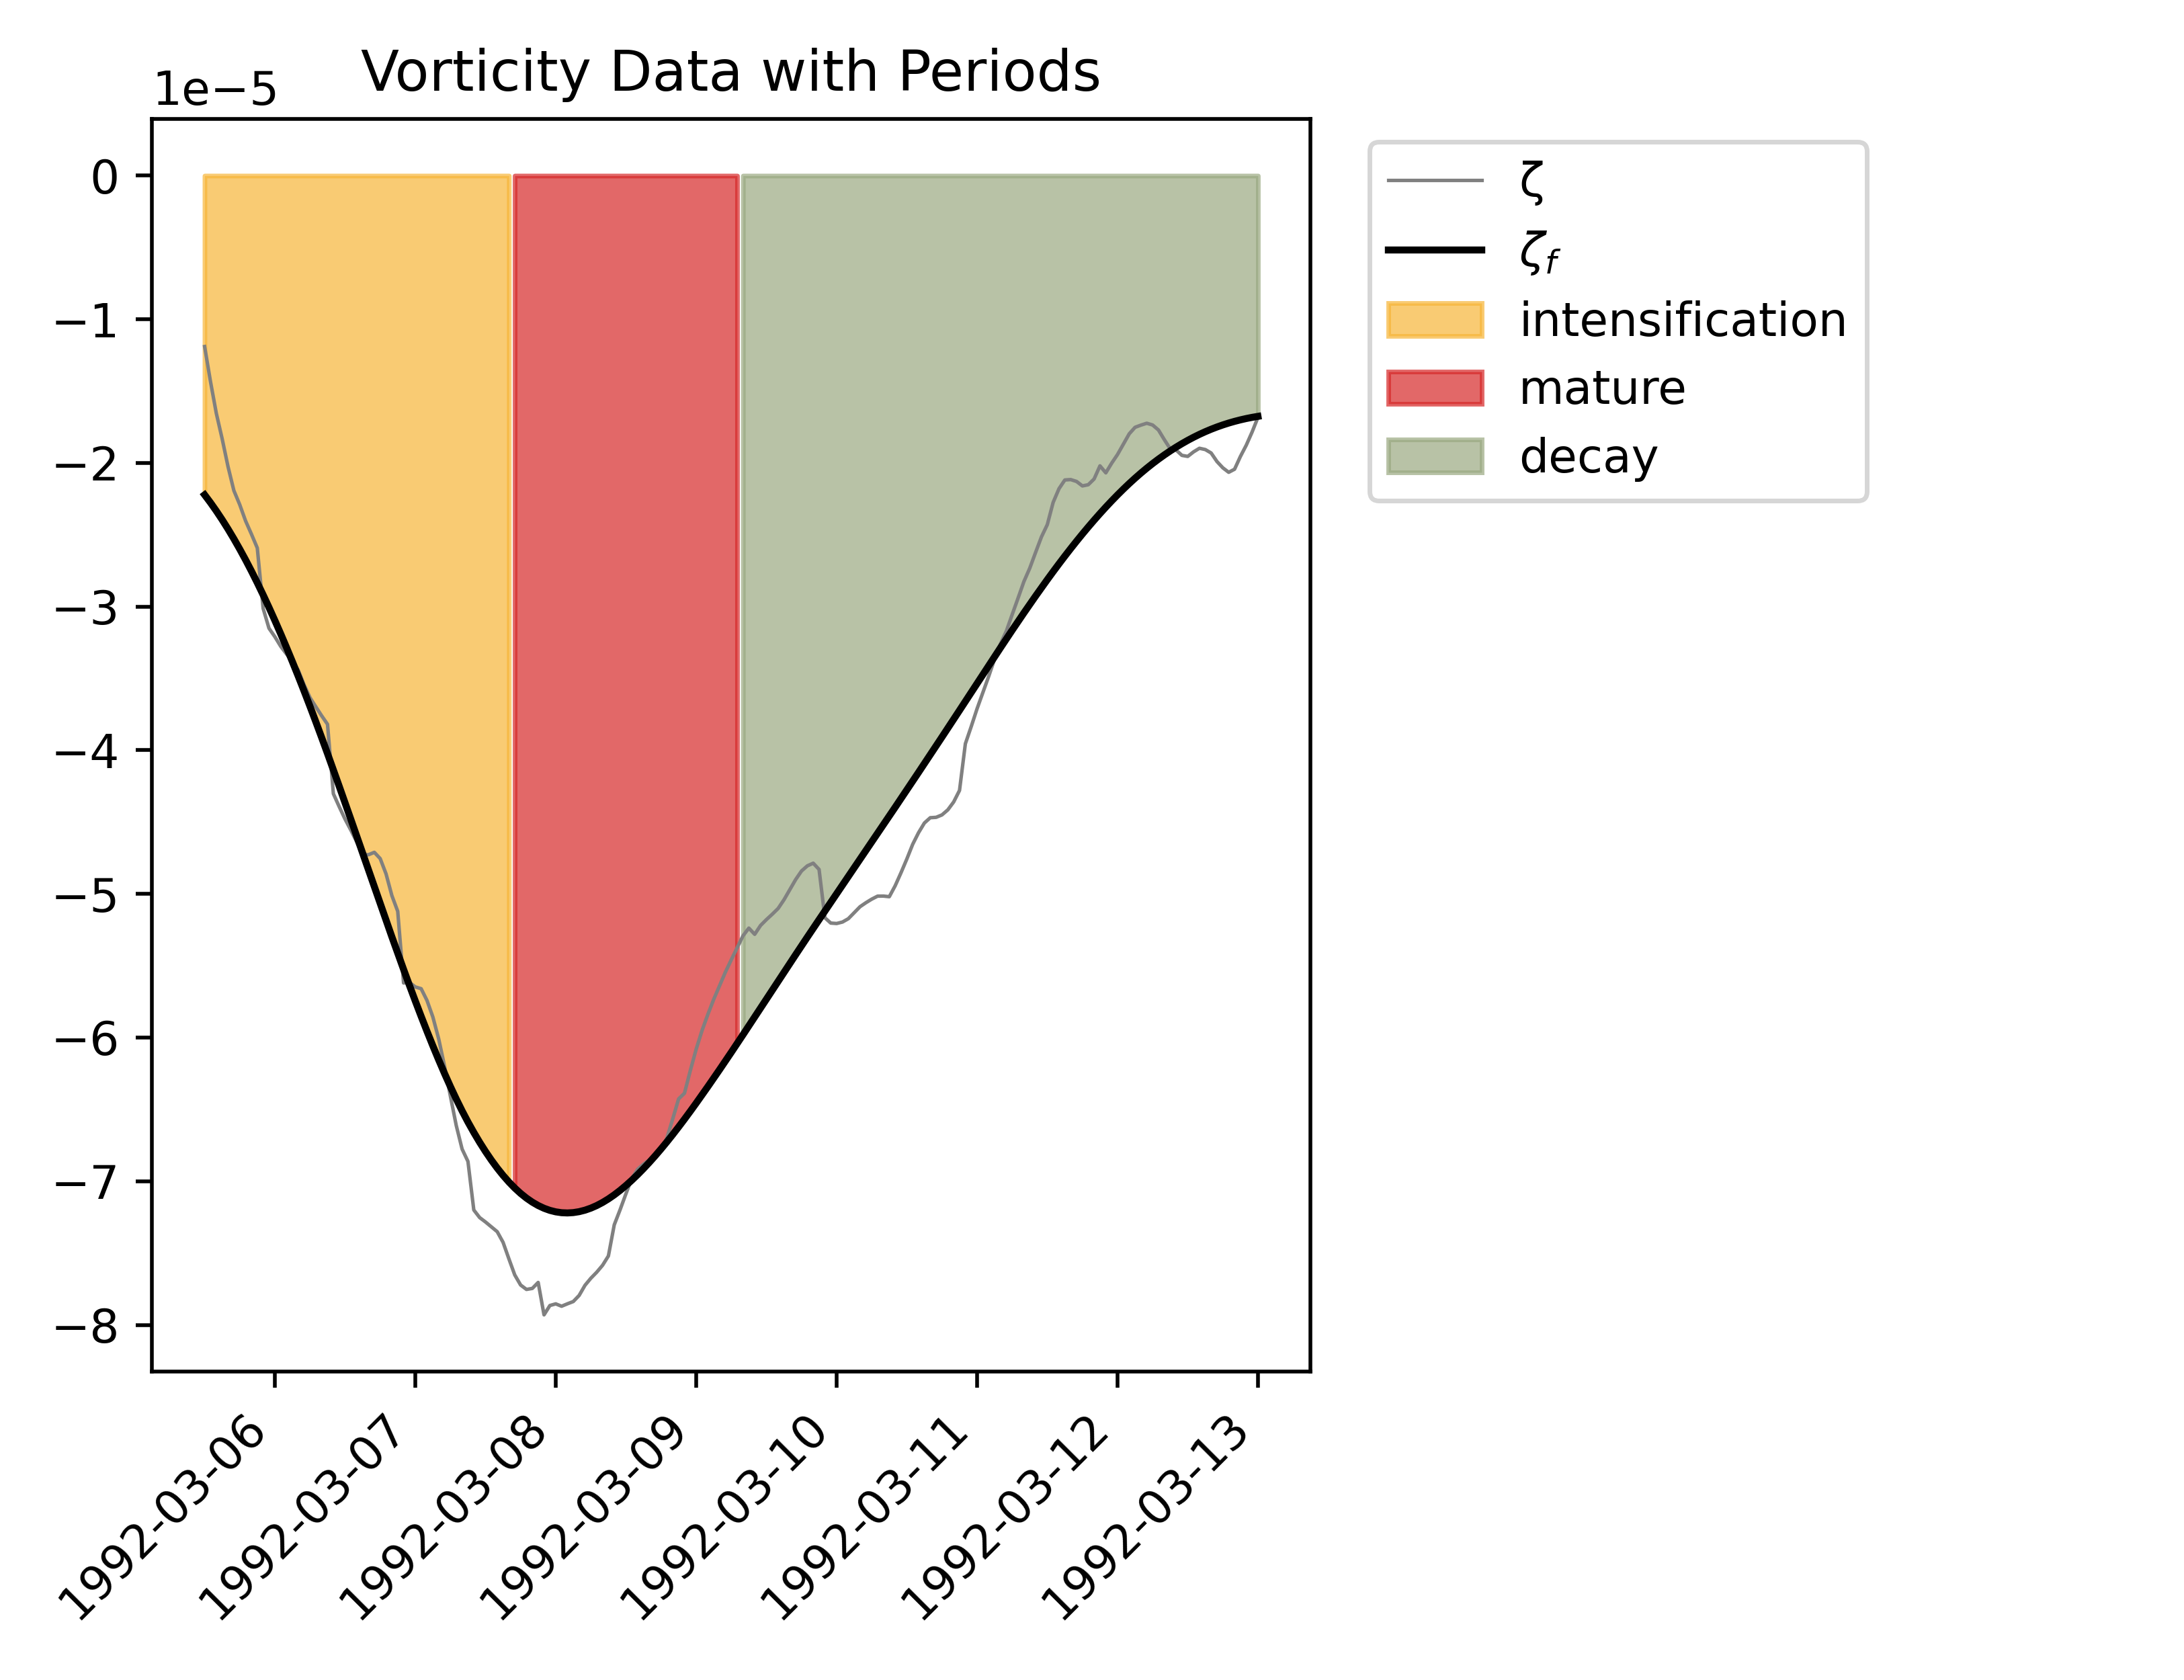 Vorticity Data with Periods
1e−5
0
−1
−2
−3
−4
−5
−6
−7
−8
1992-03-06
1992-03-07
1992-03-08
1992-03-09
1992-03-10
1992-03-11
1992-03-12
1992-03-13
ζ
ζf
intensification
mature
decay